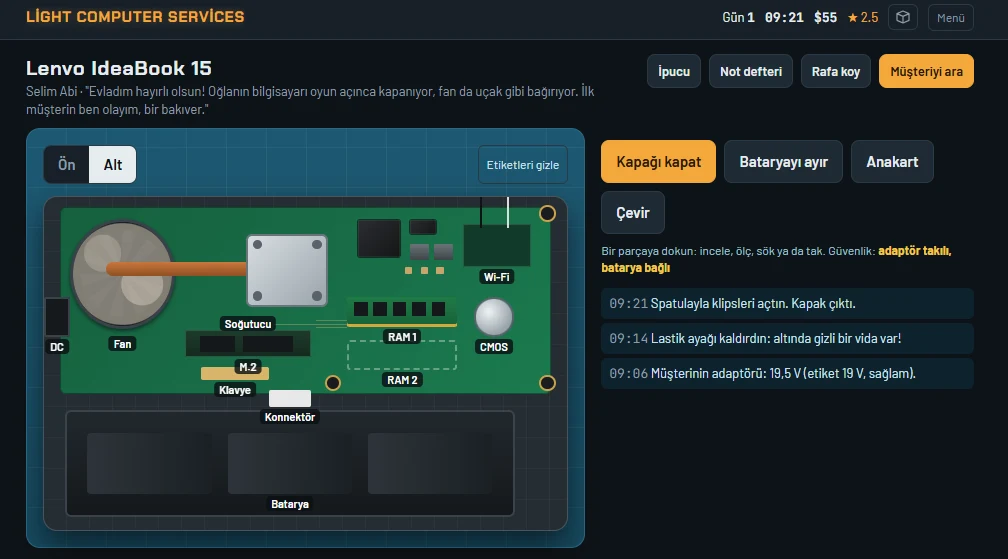 LİGHT COMPUTER SERVİCES
Gün 1 09:21 $55 ★ 2.5 Menü
Lenvo IdeaBook 15
İpucu Not defteri Rafa koy Müşteriyi ara
Selim Abi · "Evladım hayırlı olsun! Oğlanın bilgisayarı oyun açınca kapanıyor, fan da uçak gibi bağırıyor. İlk
müşterin ben olayım, bir bakıver."
Ön Alt
Etiketleri gizle
Wi-Fi
Soğutucu
DC
Fan
RAM 1
CMOS
M.2
RAM 2
Klavye
Konnektör
Batarya
Kapağı kapat Bataryayı ayır Anakart
Çevir
Bir parçaya dokun: incele, ölç, sök ya da tak. Güvenlik: adaptör takılı,
batarya bağlı
09:21 Spatulayla klipsleri açtın. Kapak çıktı.
09:14 Lastik ayağı kaldırdın: altında gizli bir vida var!
09:06 Müşterinin adaptörü: 19,5 V (etiket 19 V, sağlam).